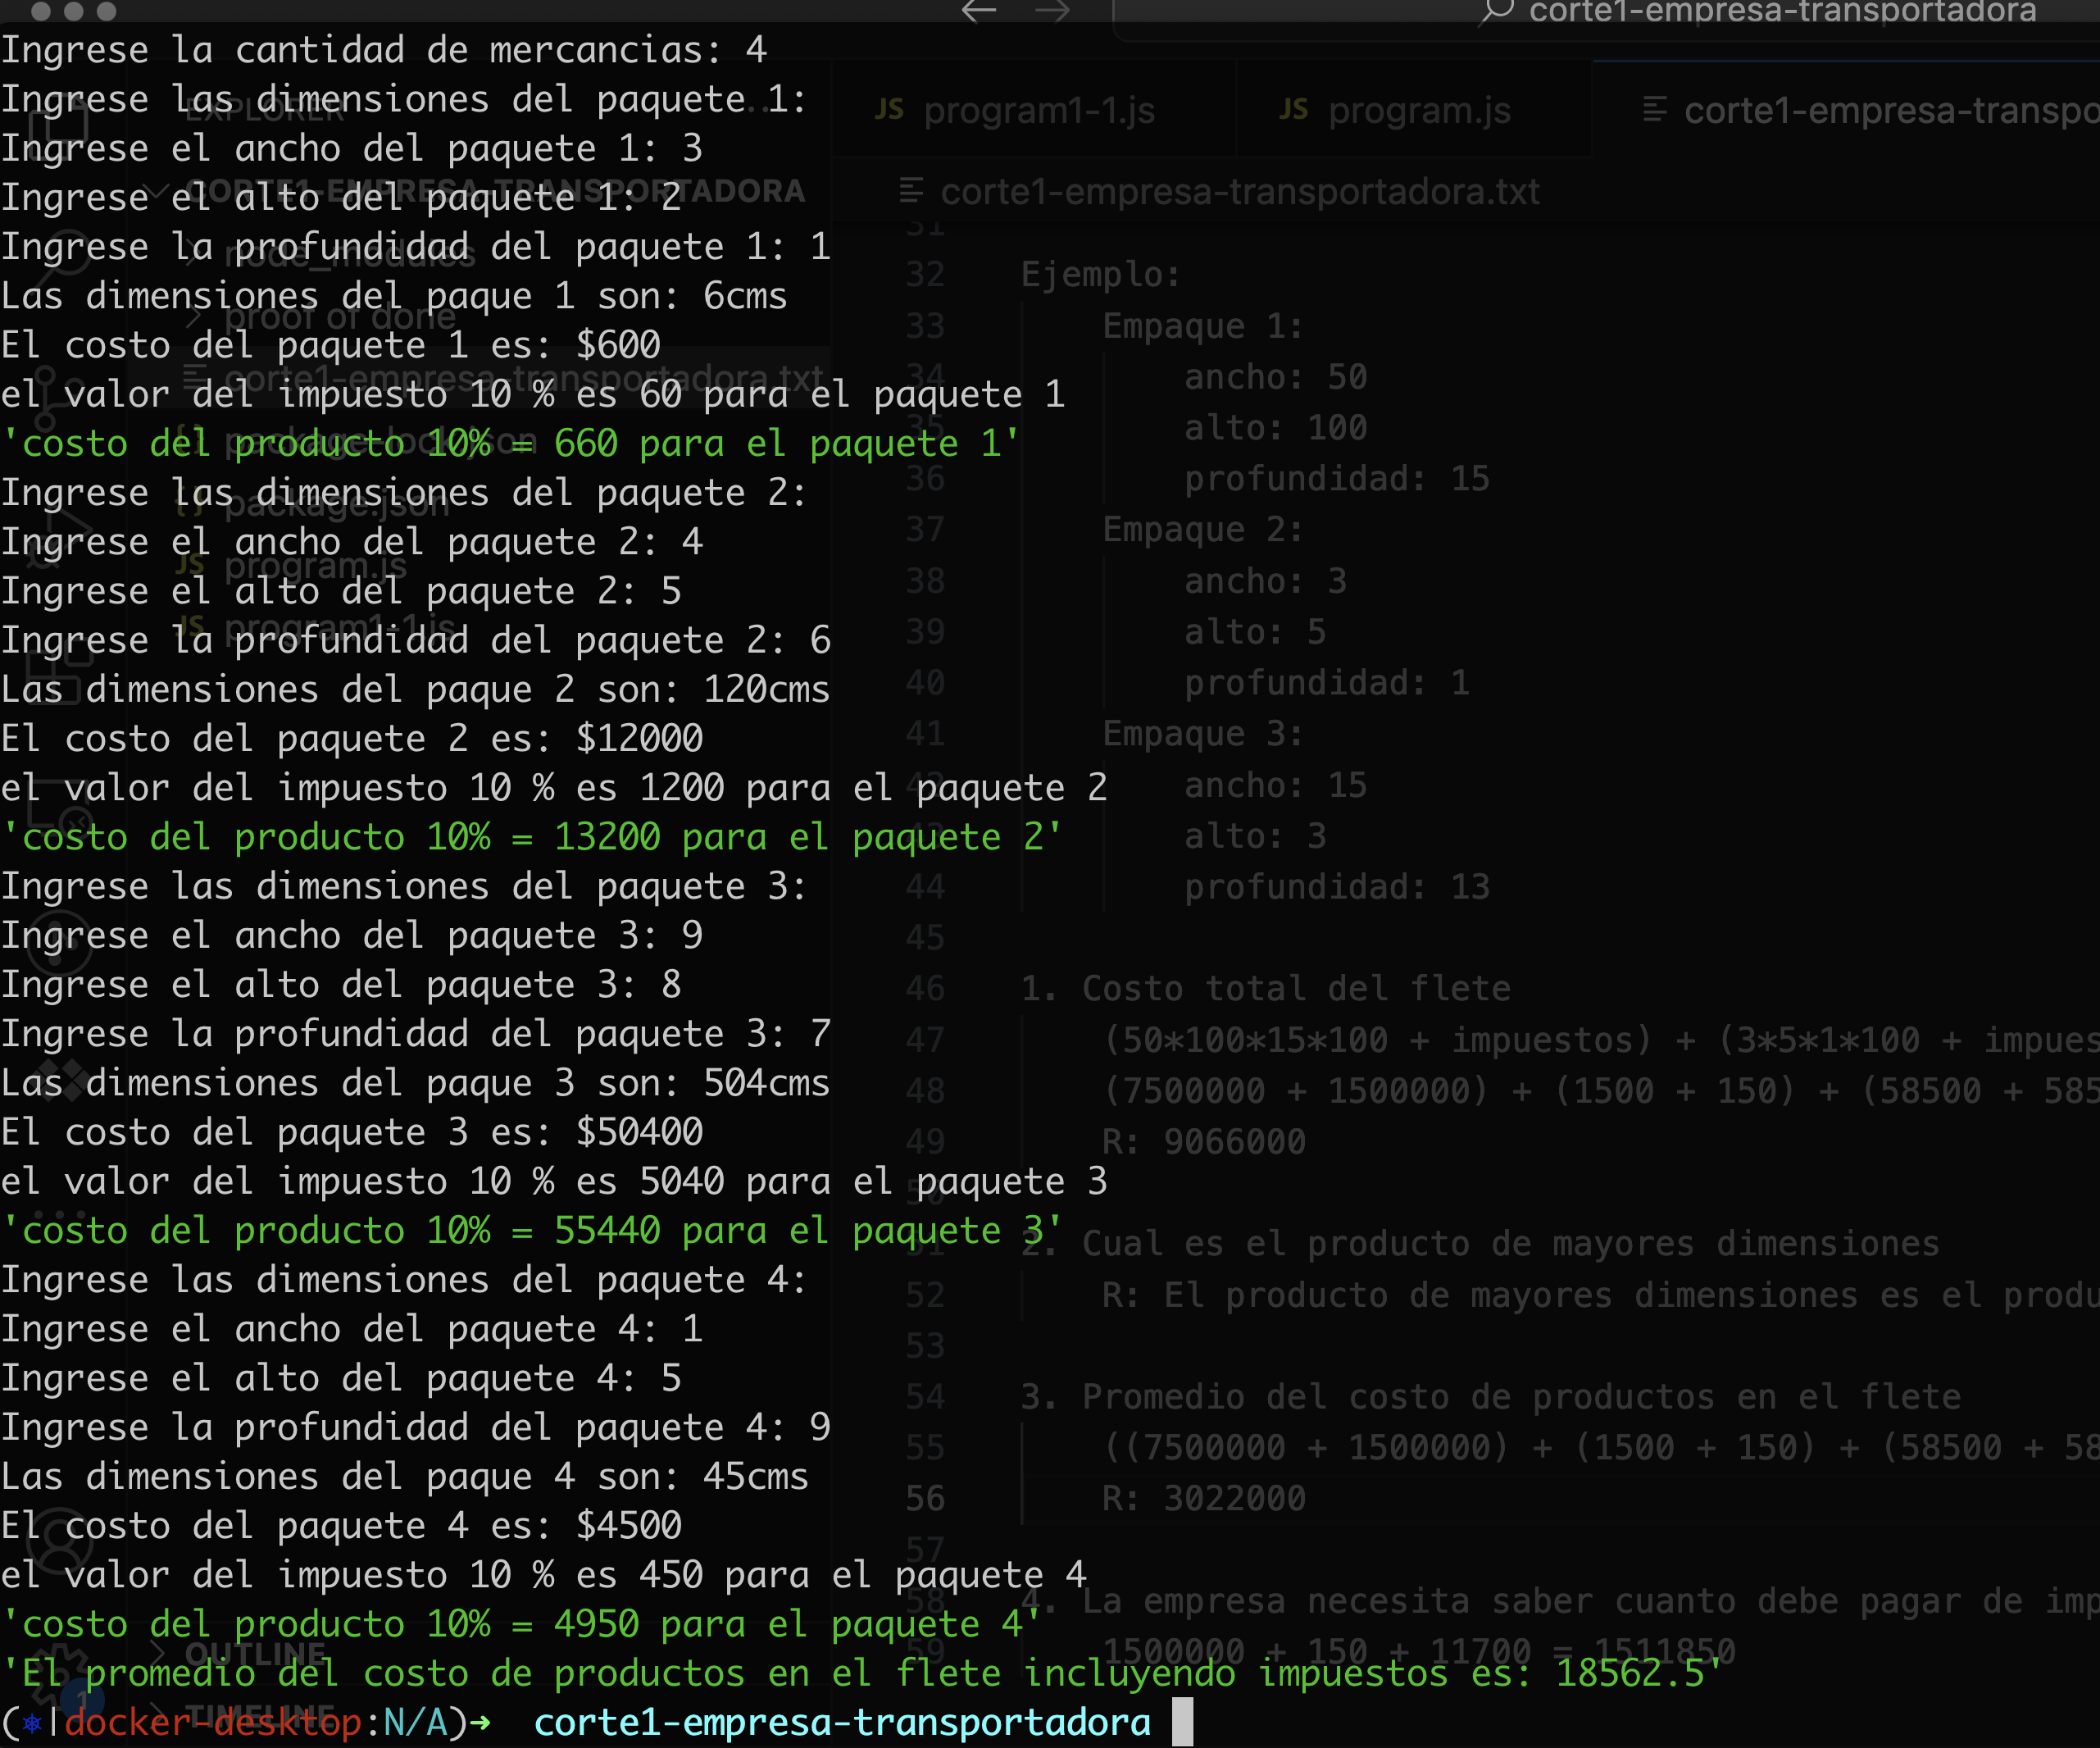 corte1-empresa-transportadora
Ingrese la cantidad de mercancias: 4
Ingrese las dimensiones del paquete 1:
Ingrese el ancho del paquete 1: 3
Ingrese el alto del paquete 1: 2
Ingrese la profundidad del paquete 1: 1
Las dimensiones del paque 1 son: 6cms
El costo del paquete 1 es: $600
el valor del impuesto 10 % es 60 para el paquete 1
'costo del producto 10% = 660 para el paquete 1'
Ingrese las dimensiones del paquete 2:
Ingrese el ancho del paquete 2: 4
Ingrese el alto del paquete 2: 5
Ingrese la profundidad del paquete 2: 6
Las dimensiones del paque 2 son: 120cms
El costo del paquete 2 es: $12000
el valor del impuesto 10 % es 1200 para el paquete 2
'costo del producto 10% = 13200 para el paquete 2'
Ingrese las dimensiones del paquete 3:
Ingrese el ancho del paquete 3: 9
Ingrese el alto del paquete 3: 8
Ingrese la profundidad del paquete 3: 7
Las dimensiones del paque 3 son: 504cms
El costo del paquete 3 es: $50400
el valor del impuesto 10 % es 5040 para el paquete 3
'costo del producto 10% = 55440 para el paquete 3'
Ingrese las dimensiones del paquete 4:
Ingrese el ancho del paquete 4: 1
Ingrese el alto del paquete 4: 5
Ingrese la profundidad del paquete 4: 9
Las dimensiones del paque 4 son: 45cms
El costo del paquete 4 es: $4500
el valor del impuesto 10 % es 450 para el paquete 4
'costo del producto 10% = 4950 para el paquete 4'
'El promedio del costo de productos en el flete incluyendo impuestos es: 18562.5'
(⎈|docker-desktop:N/A)➜ corte1-empresa-transportadora
EXPLORER
CORTE1-EMPRESA-TRANSPORTADORA
node_modules
proof of done
corte1-empresa-transportadora.txt
{} package-lock.json
{} package.json
JS program.js
JS program1-1.js
OUTLINE
TIMELINE
1
JS program1-1.js
JS program.js
corte1-empresa-transpo
corte1-empresa-transportadora.txt
31
32 Ejemplo:
33 Empaque 1:
34 ancho: 50
35 alto: 100
36 profundidad: 15
37 Empaque 2:
38 ancho: 3
39 alto: 5
40 profundidad: 1
41 Empaque 3:
42 ancho: 15
43 alto: 3
44 profundidad: 13
45
46 1. Costo total del flete
47 (50*100*15*100 + impuestos) + (3*5*1*100 + impues
48 (7500000 + 1500000) + (1500 + 150) + (58500 + 585
49 R: 9066000
50
51 2. Cual es el producto de mayores dimensiones
52 R: El producto de mayores dimensiones es el produ
53
54 3. Promedio del costo de productos en el flete
55 ((7500000 + 1500000) + (1500 + 150) + (58500 + 58
56 R: 3022000
57
58 4. La empresa necesita saber cuanto debe pagar de imp
59 1500000 + 150 + 11700 = 1511850